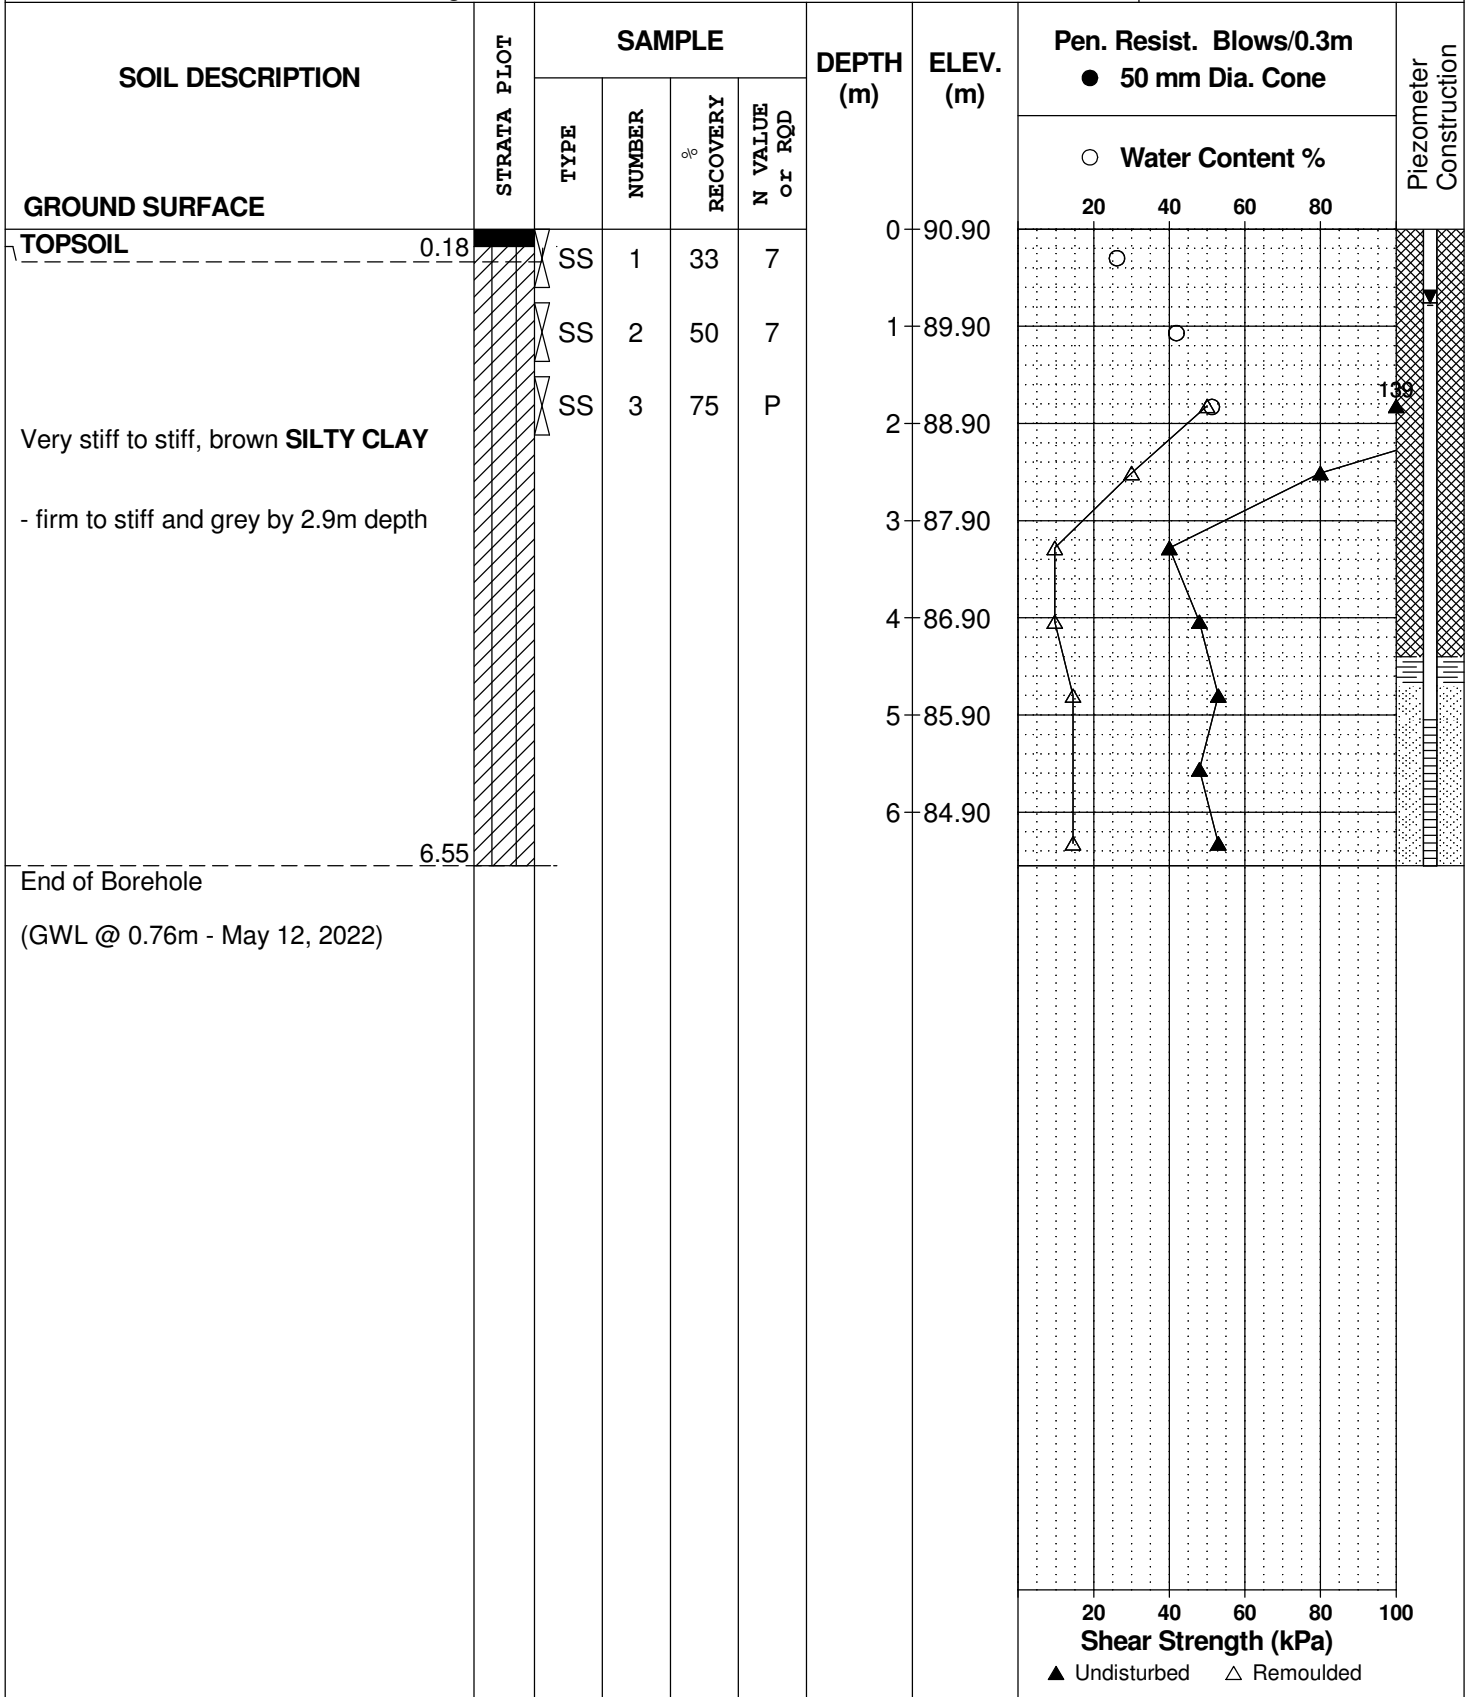 SOIL DESCRIPTION
GROUND SURFACE
STRATA PLOT
SAMPLE
TYPE
NUMBER
% RECOVERY
N VALUE or RQD
DEPTH (m)
ELEV. (m)
Pen. Resist. Blows/0.3m
● 50 mm Dia. Cone
○ Water Content %
20 40 60 80
Piezometer Construction
TOPSOIL 0.18
SS 1 33 7
SS 2 50 7
SS 3 75 P
139
Very stiff to stiff, brown SILTY CLAY
- firm to stiff and grey by 2.9m depth
6.55
End of Borehole
(GWL @ 0.76m - May 12, 2022)
0 90.90
1 89.90
2 88.90
3 87.90
4 86.90
5 85.90
6 84.90
20 40 60 80 100
Shear Strength (kPa)
▲ Undisturbed △ Remoulded